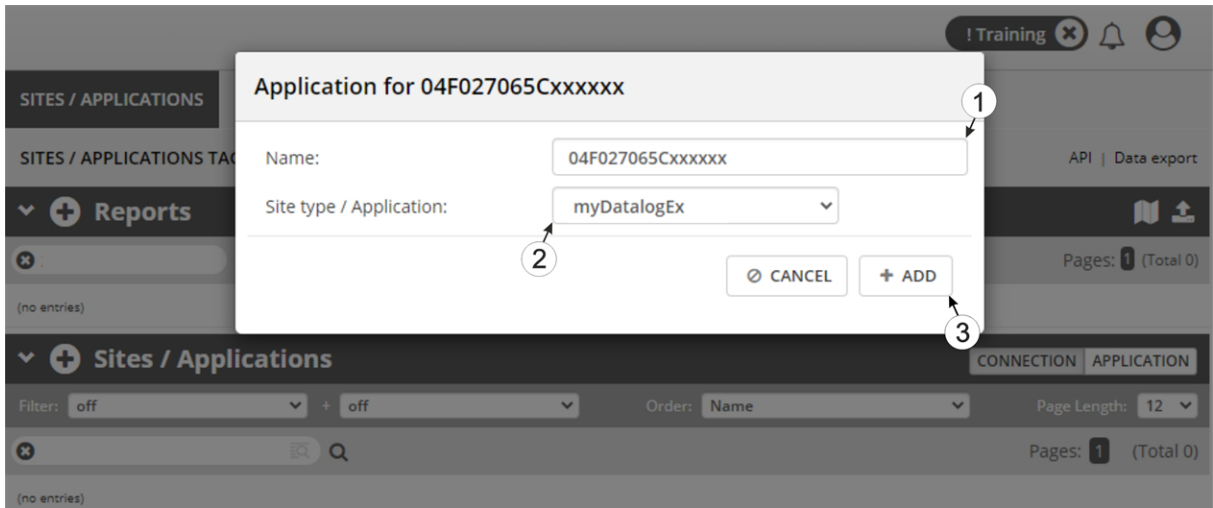 ! Training
SITES / APPLICATIONS
Application for 04F027065Cxxxxxx
1
SITES / APPLICATIONS TAG
Name: 04F027065Cxxxxxx
API | Data export
Reports
Site type / Application: myDatalogEx
2
Pages: 1 (Total 0)
CANCEL
ADD
(no entries)
3
Sites / Applications
CONNECTION APPLICATION
Filter: off + off Order: Name Page Length: 12
Pages: 1 (Total 0)
(no entries)